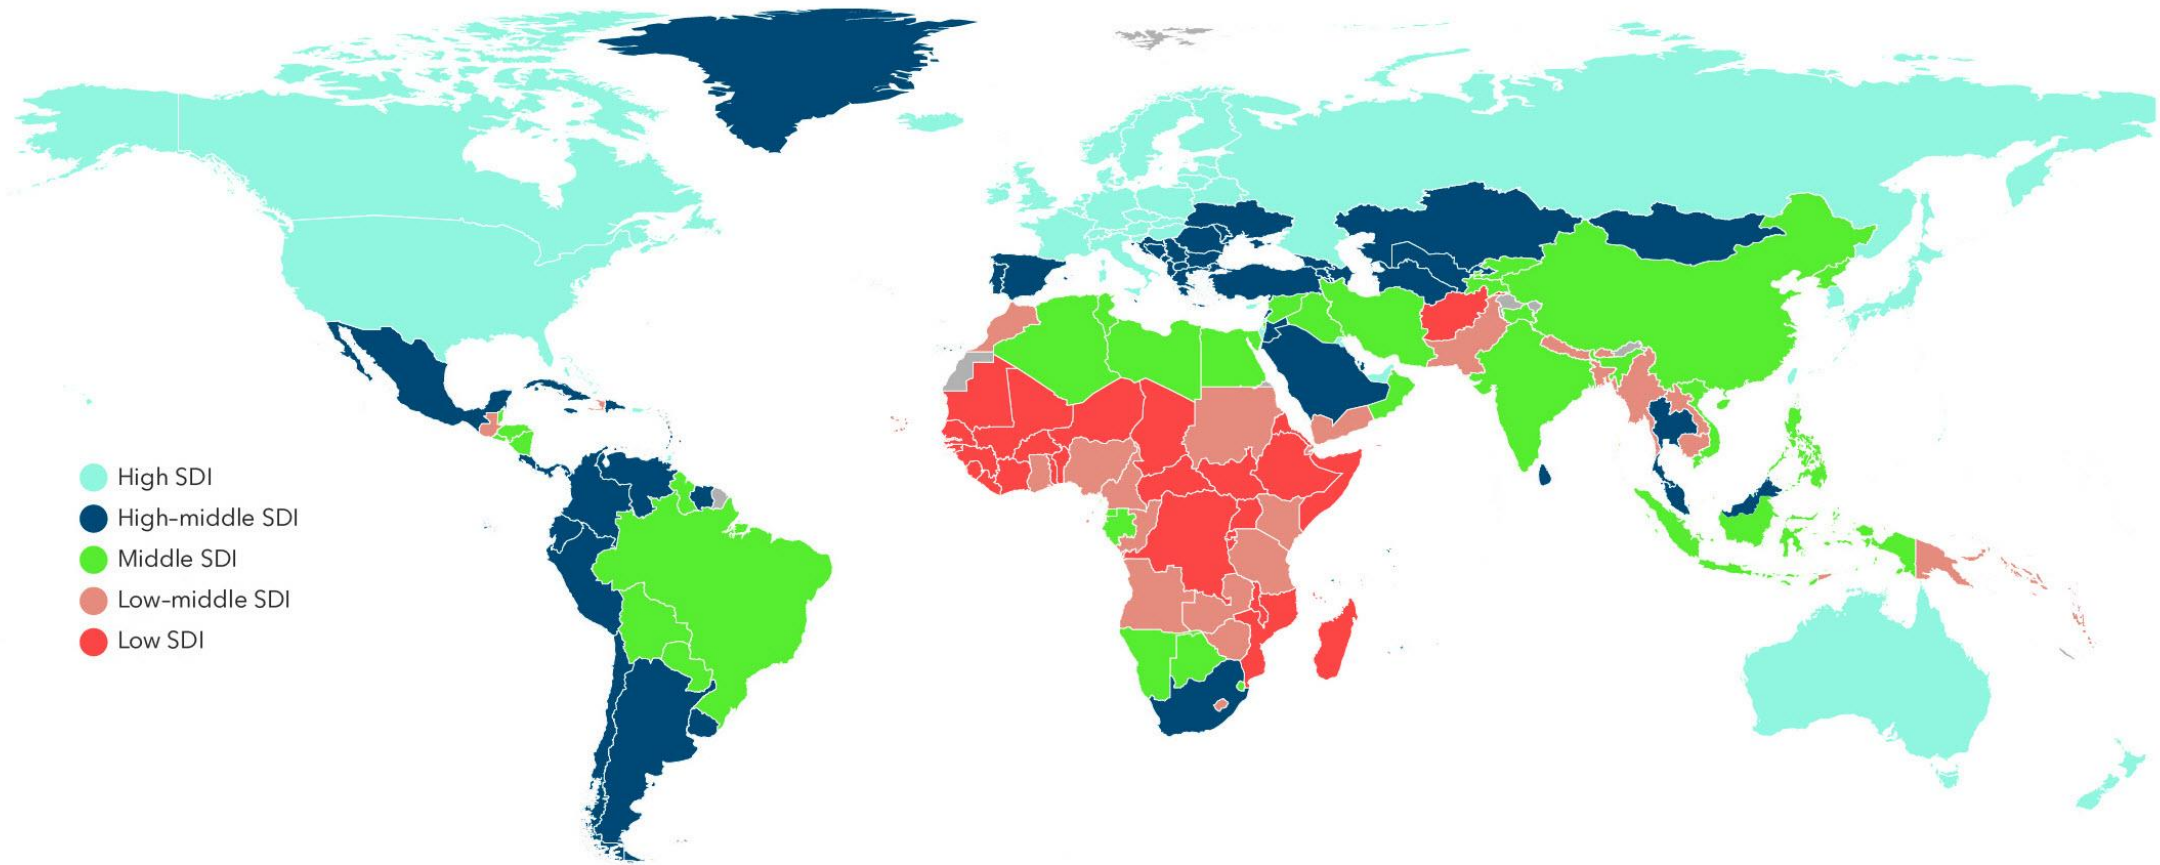 High SDI
High-middle SDI
Middle SDI
Low-middle SDI
Low SDI